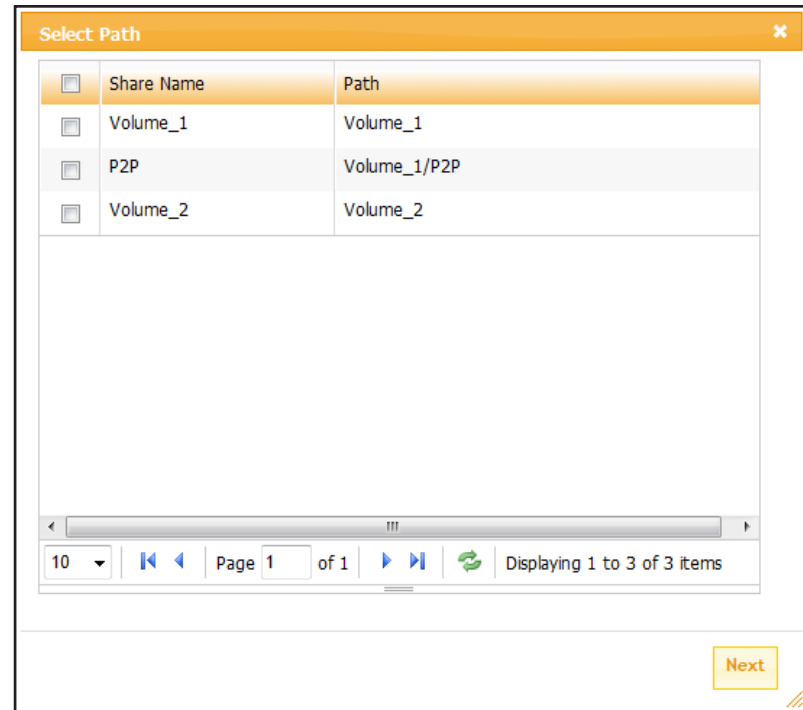 Select Path
Share Name Path
Volume_1 Volume_1
P2P Volume_1/P2P
Volume_2 Volume_2
10 Page 1 of 1 Displaying 1 to 3 of 3 items
Next